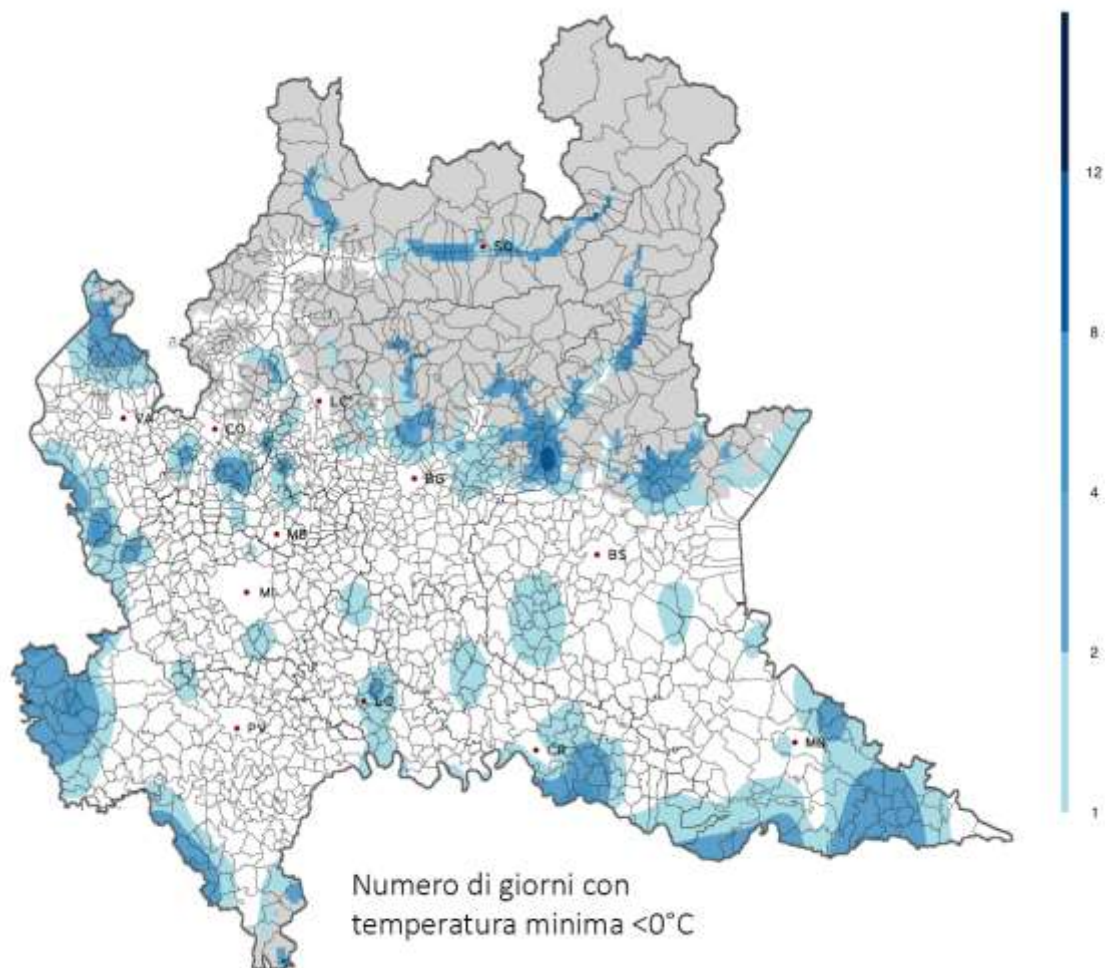 12
SO
8
VA
CO
LC
BG
4
MB
BS
MI
2
LO
PV
CR
MN
1
Numero di giorni con
temperatura minima <0°C